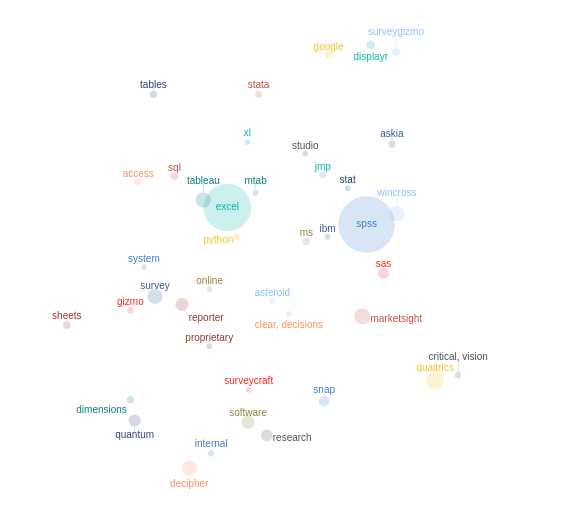 surveygizmo
google
displayr
tables
stata
xl
askia
studio
access
sql
jmp
tableau
mtab
stat
wincross
excel
spss
python
ms
ibm
system
sas
survey
online
asteroid
gizmo
sheets
reporter
clear, decisions
marketsight
proprietary
critical, vision
qualtrics
surveycraft
snap
dimensions
software
quantum
research
internal
decipher